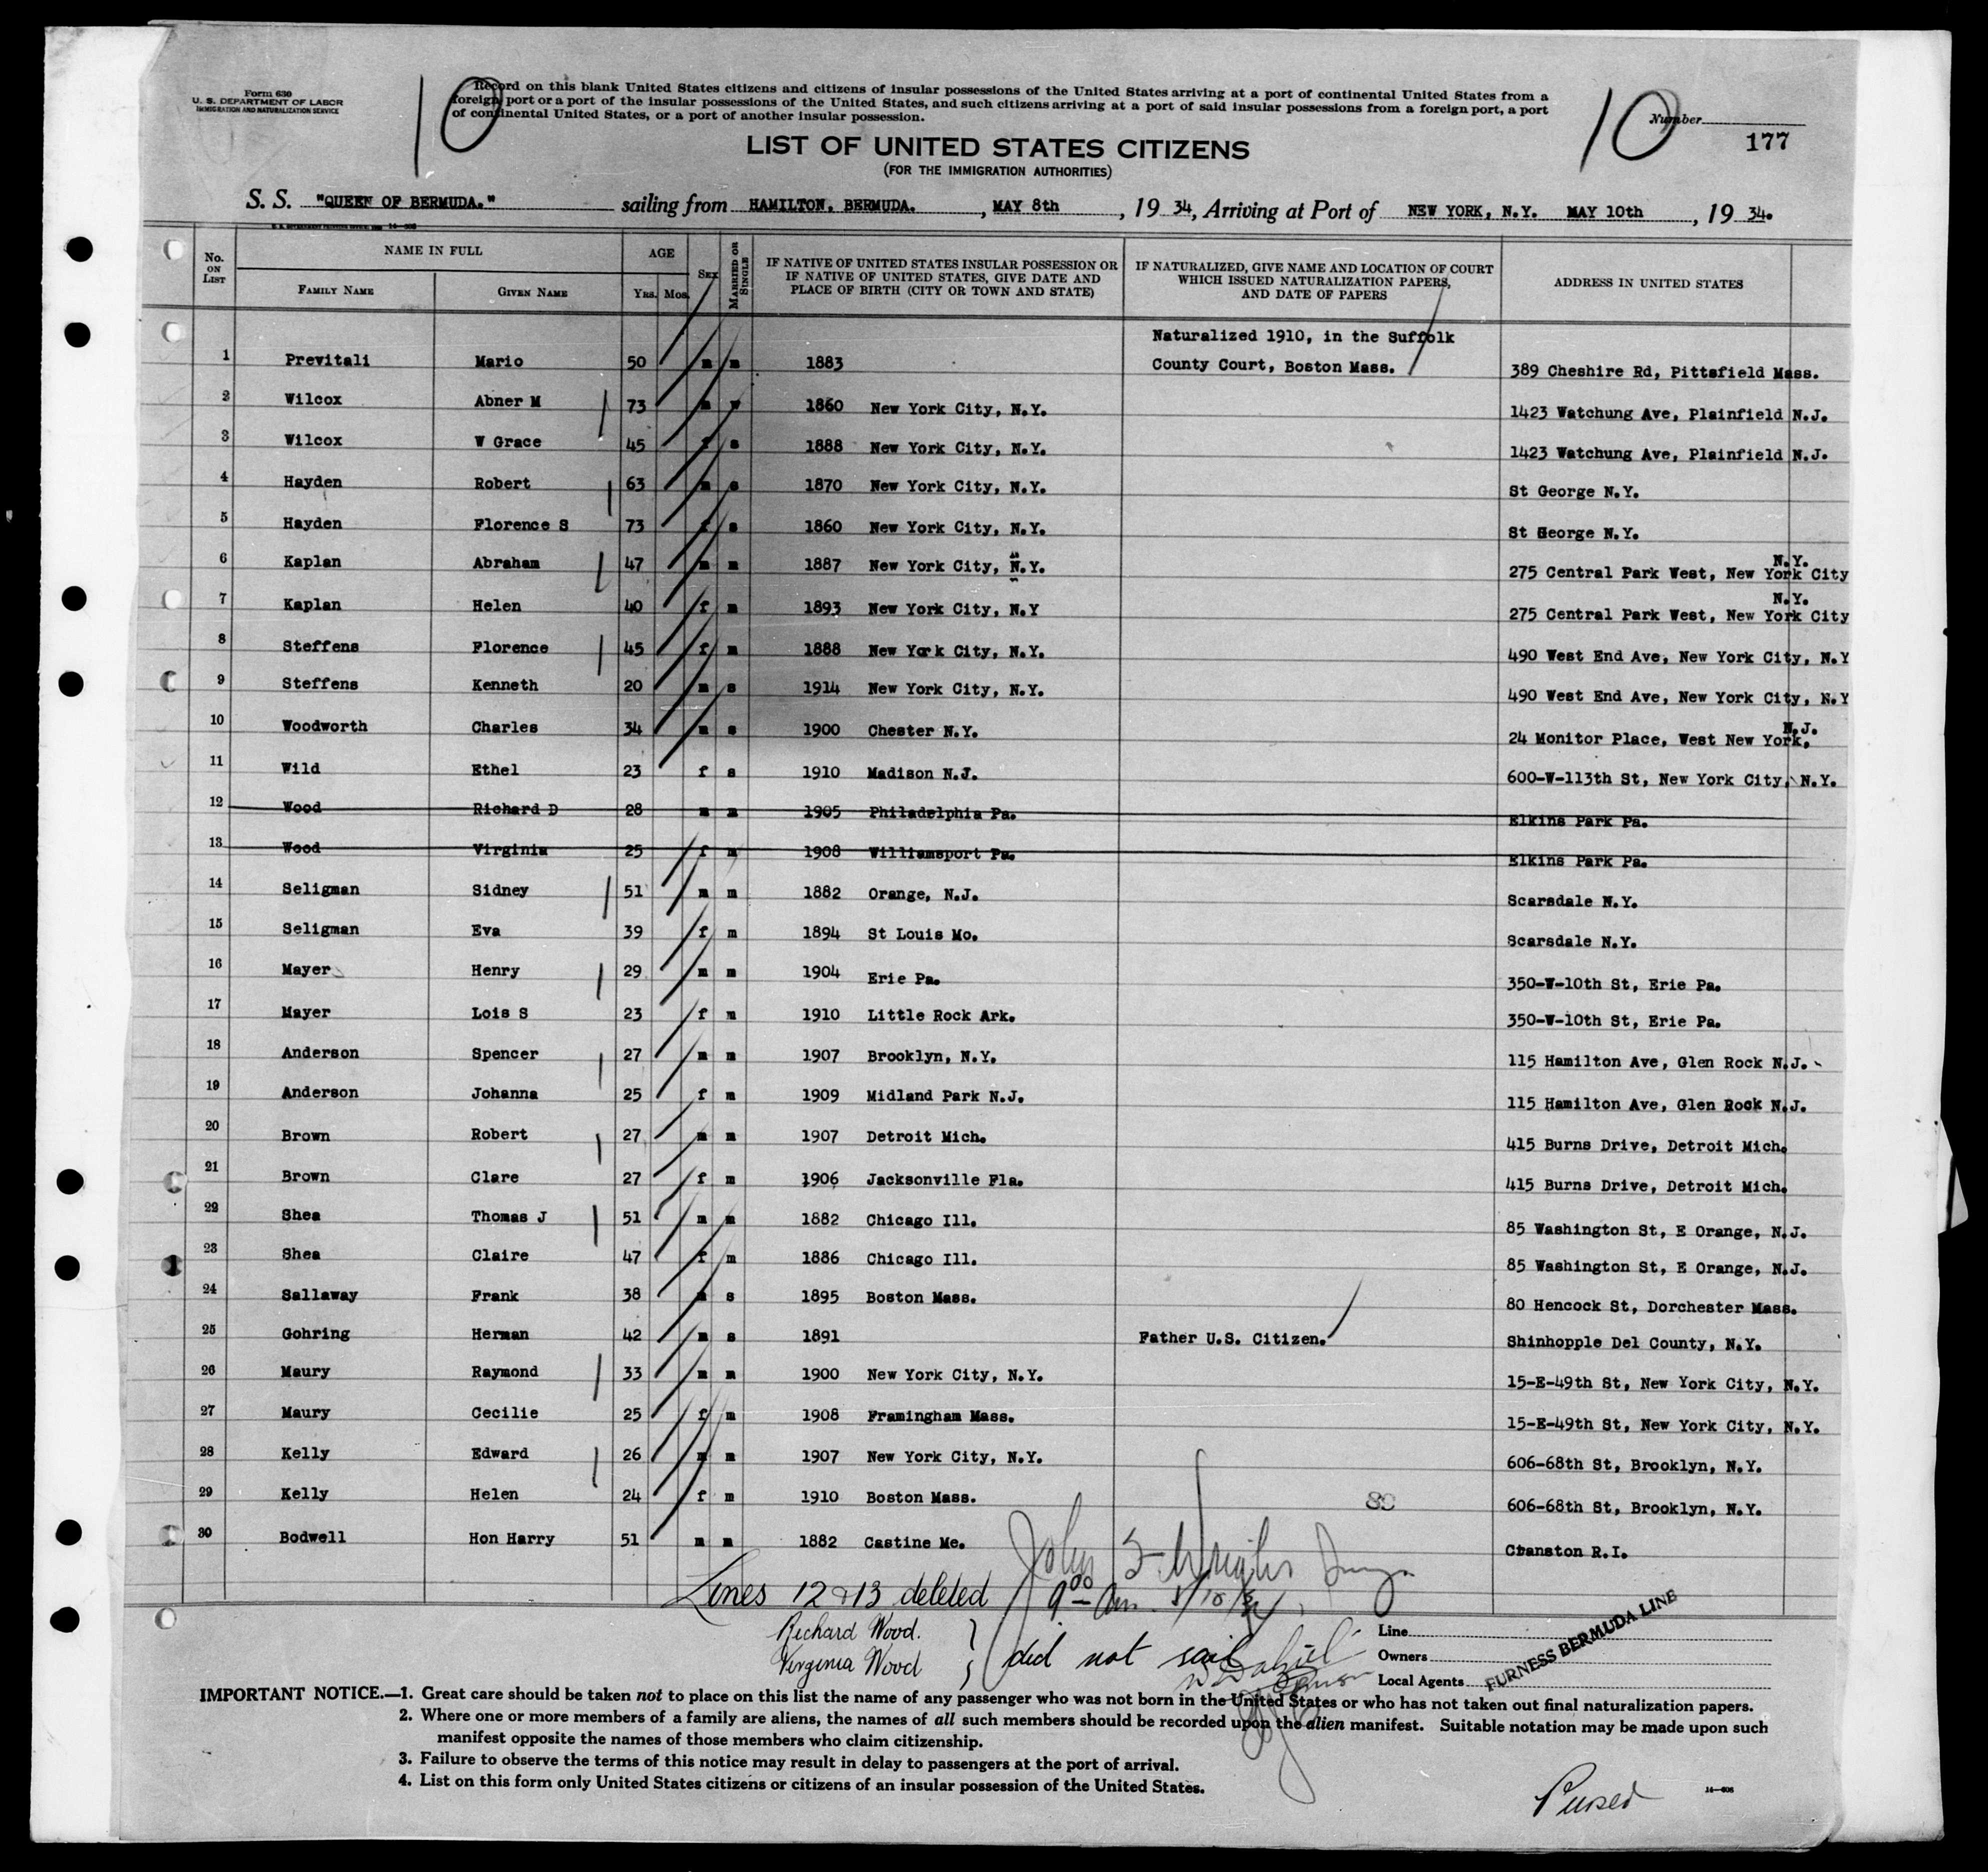 Form 630
U. S. DEPARTMENT OF LABOR
IMMIGRATION AND NATURALIZATION SERVICE
10
Record on this blank United States citizens and citizens of insular possessions of the United States arriving at a port of continental United States from a
foreign port or a port of the insular possessions of the United States, and such citizens arriving at a port of said insular possessions from a foreign port, a port
of continental United States, or a port of another insular possession.
10
Number
177
LIST OF UNITED STATES CITIZENS
(FOR THE IMMIGRATION AUTHORITIES)
S. S. "QUEEN OF BERMUDA." sailing from HAMILTON, BERMUDA. , MAY 8th , 19 34, Arriving at Port of NEW YORK, N.Y. MAY 10th , 19 34.
No. ON LIST NAME IN FULL FAMILY NAME GIVEN NAME AGE YRS. MOS. SEX MARRIED OR SINGLE IF NATIVE OF UNITED STATES INSULAR POSSESSION OR IF NATIVE OF UNITED STATES, GIVE DATE AND PLACE OF BIRTH (CITY OR TOWN AND STATE) IF NATURALIZED, GIVE NAME AND LOCATION OF COURT WHICH ISSUED NATURALIZATION PAPERS, AND DATE OF PAPERS ADDRESS IN UNITED STATES
Naturalized 1910, in the Suffolk
1 Previtali Mario 50 m m 1883 County Court, Boston Mass. 389 Cheshire Rd, Pittsfield Mass.
2 Wilcox Abner M 73 m w 1860 New York City, N.Y. 1423 Watchung Ave, Plainfield N.J.
3 Wilcox W Grace 45 f s 1888 New York City, N.Y. 1423 Watchung Ave, Plainfield N.J.
4 Hayden Robert 63 m s 1870 New York City, N.Y. St George N.Y.
5 Hayden Florence S 73 f s 1860 New York City, N.Y. St George N.Y.
6 Kaplan Abraham 47 m m 1887 New York City, N.Y. 275 Central Park West, New York City N.Y.
7 Kaplan Helen 40 f m 1893 New York City, N.Y 275 Central Park West, New York City N.Y.
8 Steffens Florence 45 f m 1888 New York City, N.Y. 490 West End Ave, New York City, N.Y
9 Steffens Kenneth 20 m s 1914 New York City, N.Y. 490 West End Ave, New York City, N.Y
10 Woodworth Charles 34 m s 1900 Chester N.Y. 24 Monitor Place, West New York, N.J.
11 Wild Ethel 23 f s 1910 Madison N.J. 600-W-113th St, New York City, N.Y.
12 Wood Richard D 28 m m 1905 Philadelphia Pa. Elkins Park Pa.
13 Wood Virginia 25 f m 1908 Williamsport Pa. Elkins Park Pa.
14 Seligman Sidney 51 m m 1882 Orange, N.J. Scarsdale N.Y.
15 Seligman Eva 39 f m 1894 St Louis Mo. Scarsdale N.Y.
16 Mayer Henry 29 m m 1904 Erie Pa. 350-W-10th St, Erie Pa.
17 Mayer Lois S 23 f m 1910 Little Rock Ark. 350-W-10th St, Erie Pa.
18 Anderson Spencer 27 m m 1907 Brooklyn, N.Y. 115 Hamilton Ave, Glen Rock N.J.
19 Anderson Johanna 25 f m 1909 Midland Park N.J. 115 Hamilton Ave, Glen Rock N.J.
20 Brown Robert 27 m m 1907 Detroit Mich. 415 Burns Drive, Detroit Mich.
21 Brown Clare 27 f m 1906 Jacksonville Fla. 415 Burns Drive, Detroit Mich.
22 Shea Thomas J 51 m m 1882 Chicago Ill. 85 Washington St, E Orange, N.J.
23 Shea Claire 47 f m 1886 Chicago Ill. 85 Washington St, E Orange, N.J.
24 Sallaway Frank 38 m s 1895 Boston Mass. 80 Hencock St, Dorchester Mass.
25 Gohring Herman 42 m s 1891 Father U.S. Citizen. Shinhopple Del County, N.Y.
26 Maury Raymond 33 m m 1900 New York City, N.Y. 15-E-49th St, New York City, N.Y.
27 Maury Cecilie 25 f m 1908 Framingham Mass. 15-E-49th St, New York City, N.Y.
28 Kelly Edward 26 m m 1907 New York City, N.Y. 606-68th St, Brooklyn, N.Y.
29 Kelly Helen 24 f m 1910 Boston Mass. 80 606-68th St, Brooklyn, N.Y.
30 Bodwell Hon Harry 51 m m 1882 Castine Me. Cranston R.I.
Lines 12 & 13 deleted 9 00 am 5/10/34
Richard Wood.
Virginia Wood did not sail
Line
Owners
Local Agents
FURNESS BERMUDA LINE
IMPORTANT NOTICE.—1. Great care should be taken not to place on this list the name of any passenger who was not born in the United States or who has not taken out final naturalization papers.
2. Where one or more members of a family are aliens, the names of all such members should be recorded upon the alien manifest. Suitable notation may be made upon such
manifest opposite the names of those members who claim citizenship.
3. Failure to observe the terms of this notice may result in delay to passengers at the port of arrival.
4. List on this form only United States citizens or citizens of an insular possession of the United States.
14—608